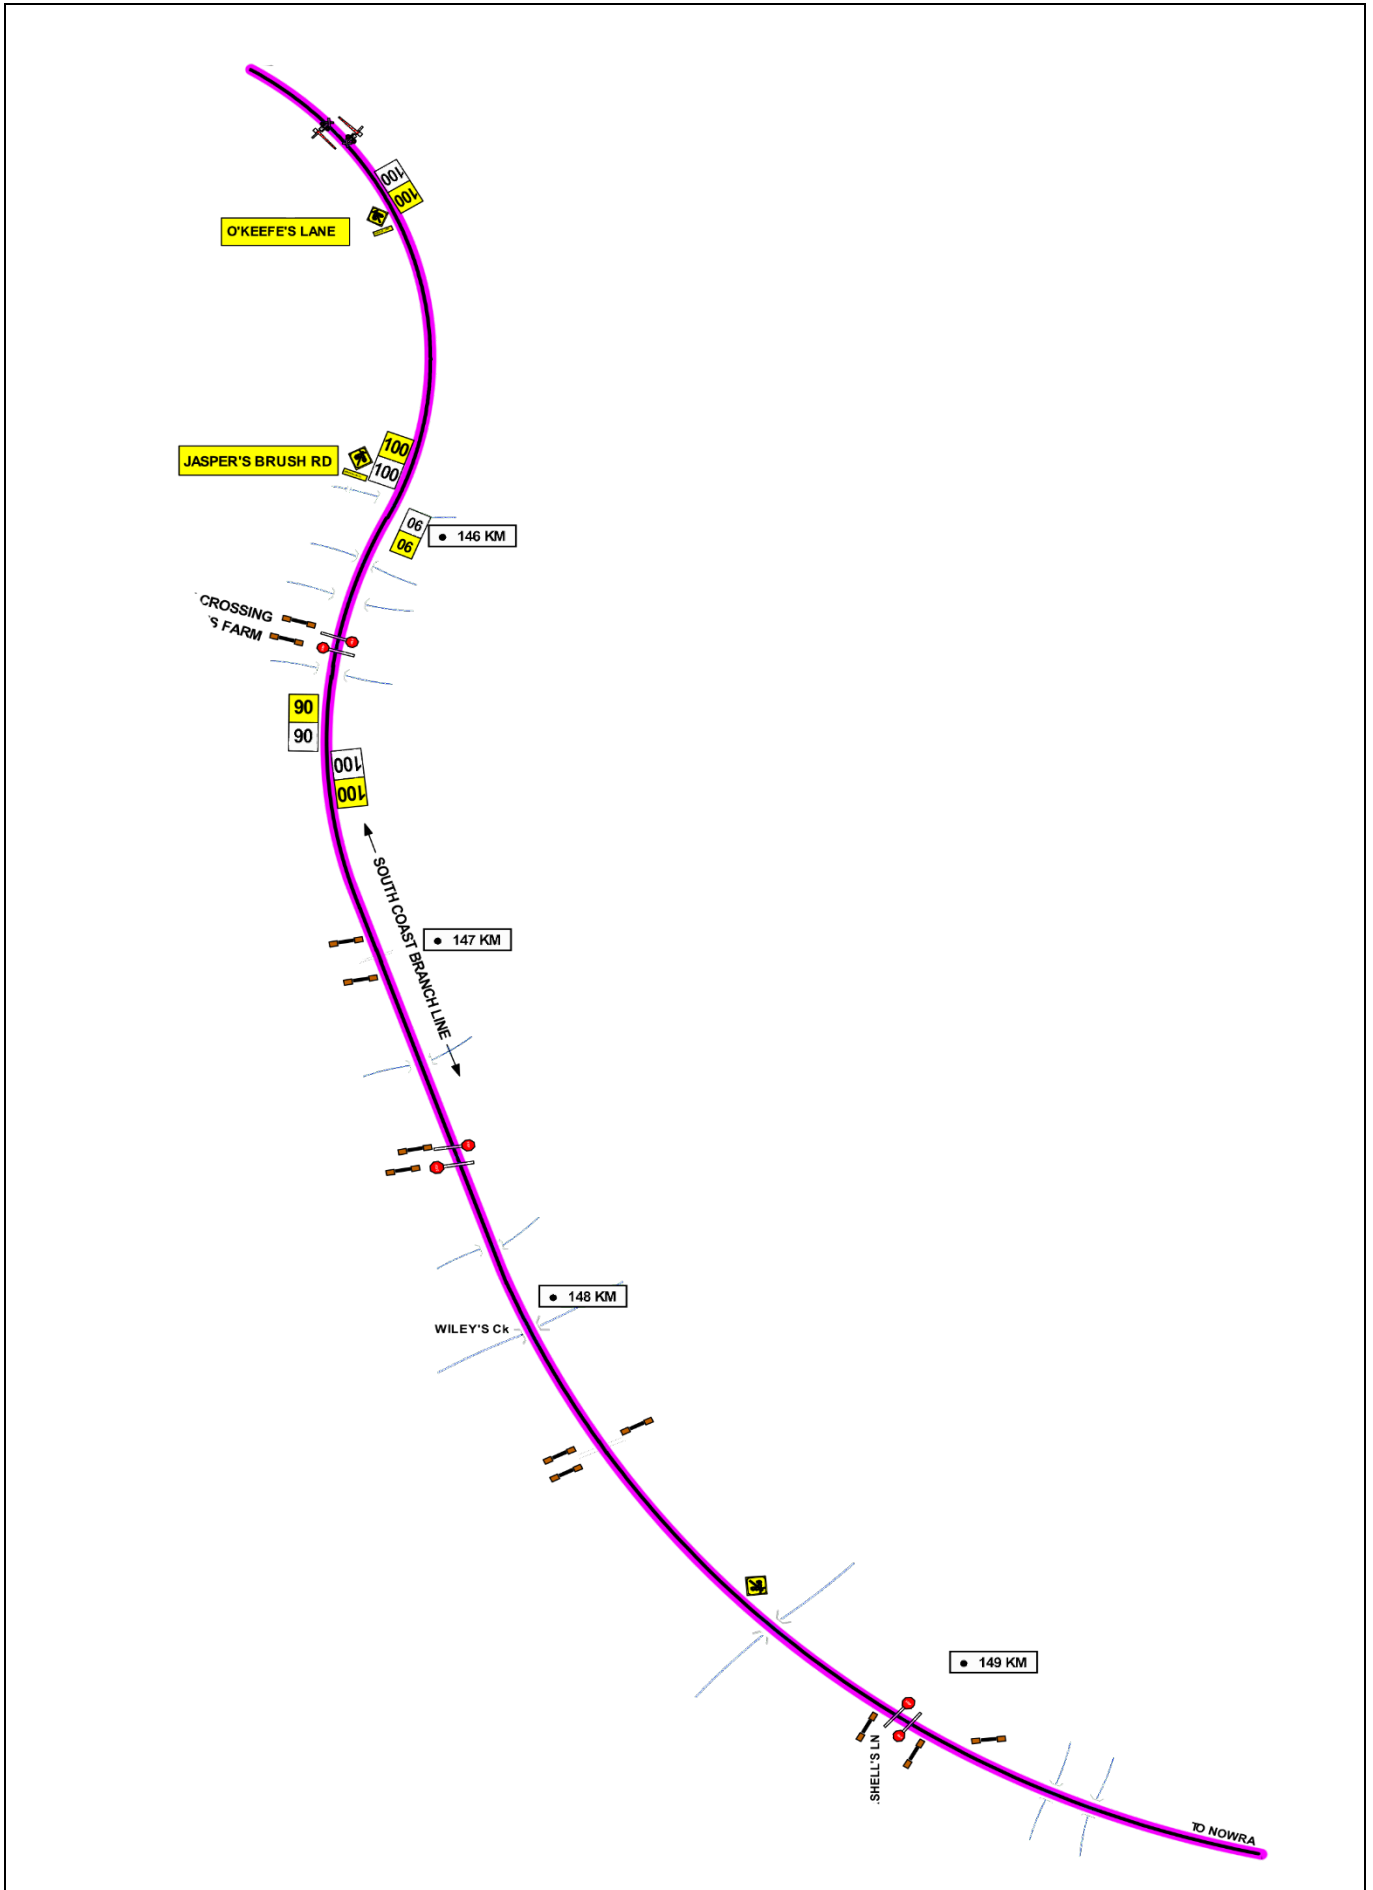 100
100
O'KEEFE'S LANE
100
100
JASPER'S BRUSH RD
90
90
146 KM
CROSSING
'S FARM
90
90
100
100
SOUTH COAST BRANCH LINE
147 KM
148 KM
WILEY'S Ck
149 KM
.SHELL'S LN
TO NOWRA